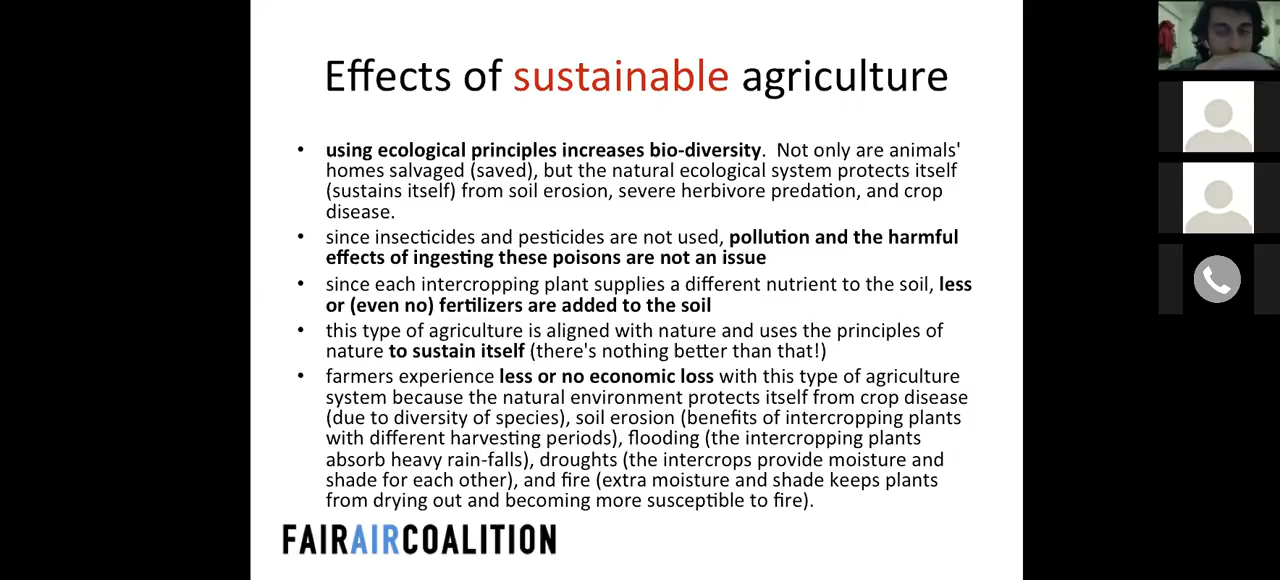 Effects of sustainable agriculture
• using ecological principles increases bio-diversity. Not only are animals'
homes salvaged (saved), but the natural ecological system protects itself
(sustains itself) from soil erosion, severe herbivore predation, and crop
disease.
• since insecticides and pesticides are not used, pollution and the harmful
effects of ingesting these poisons are not an issue
• since each intercropping plant supplies a different nutrient to the soil, less
or (even no) fertilizers are added to the soil
• this type of agriculture is aligned with nature and uses the principles of
nature to sustain itself (there's nothing better than that!)
• farmers experience less or no economic loss with this type of agriculture
system because the natural environment protects itself from crop disease
(due to diversity of species), soil erosion (benefits of intercropping plants
with different harvesting periods), flooding (the intercropping plants
absorb heavy rain-falls), droughts (the intercrops provide moisture and
shade for each other), and fire (extra moisture and shade keeps plants
from drying out and becoming more susceptible to fire).
FAIRAIRCOALITION